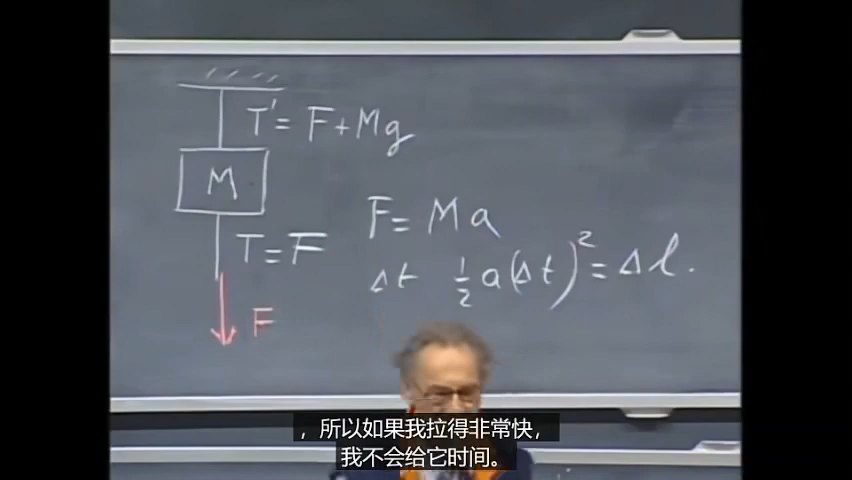 T' = F + Mg
M
T = F
F
F = Ma
Δt ½ a(Δt)² = Δl.
，所以如果我拉得非常快，
我不会给它时间。